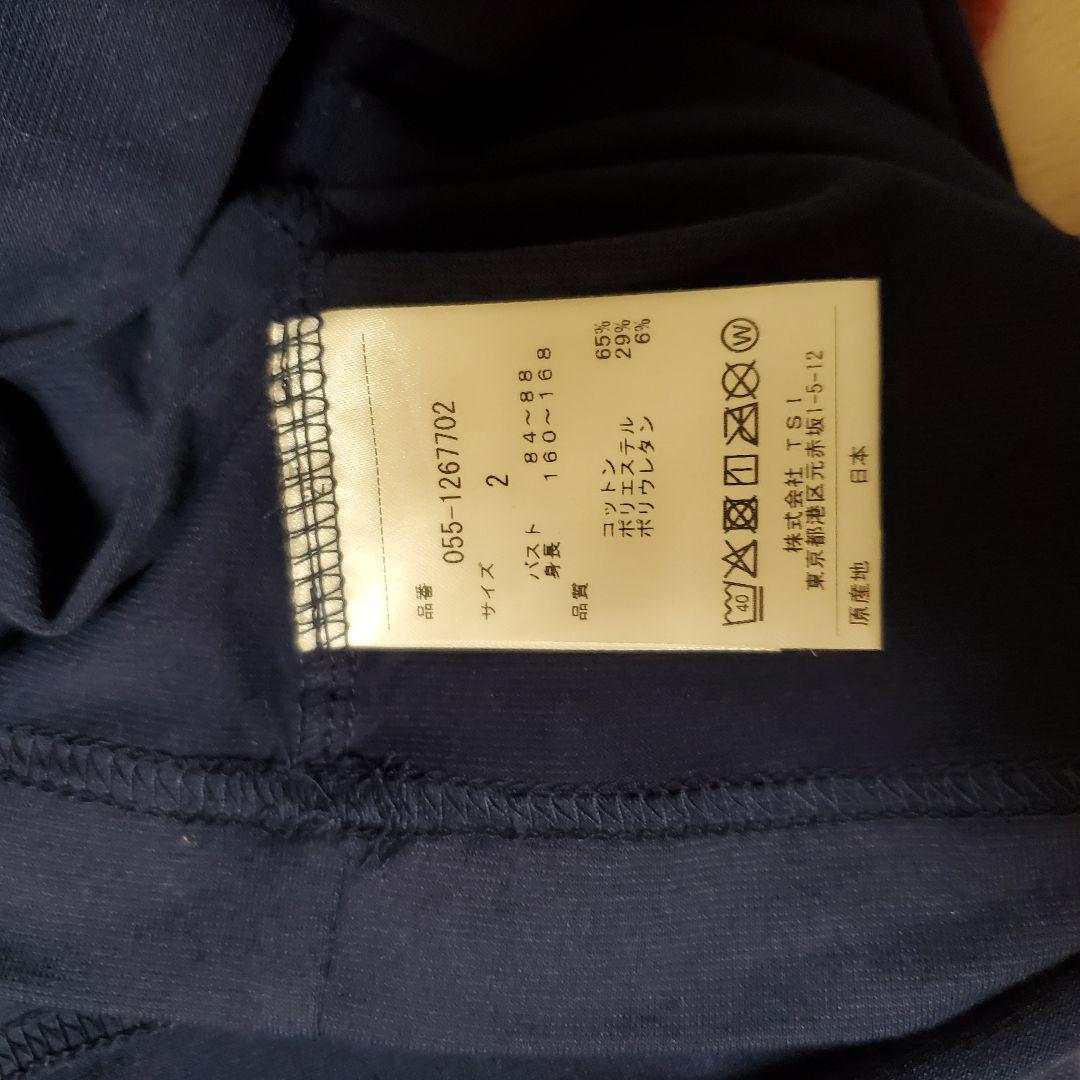 品番
055-1267702
サイズ
2
バスト 84~88
身長 160~168
品質
コットン 65%
ポリエステル 29%
ポリウレタン 6%
40 W
株式会社 TSI
東京都港区元赤坂1-5-12
原産地 日本